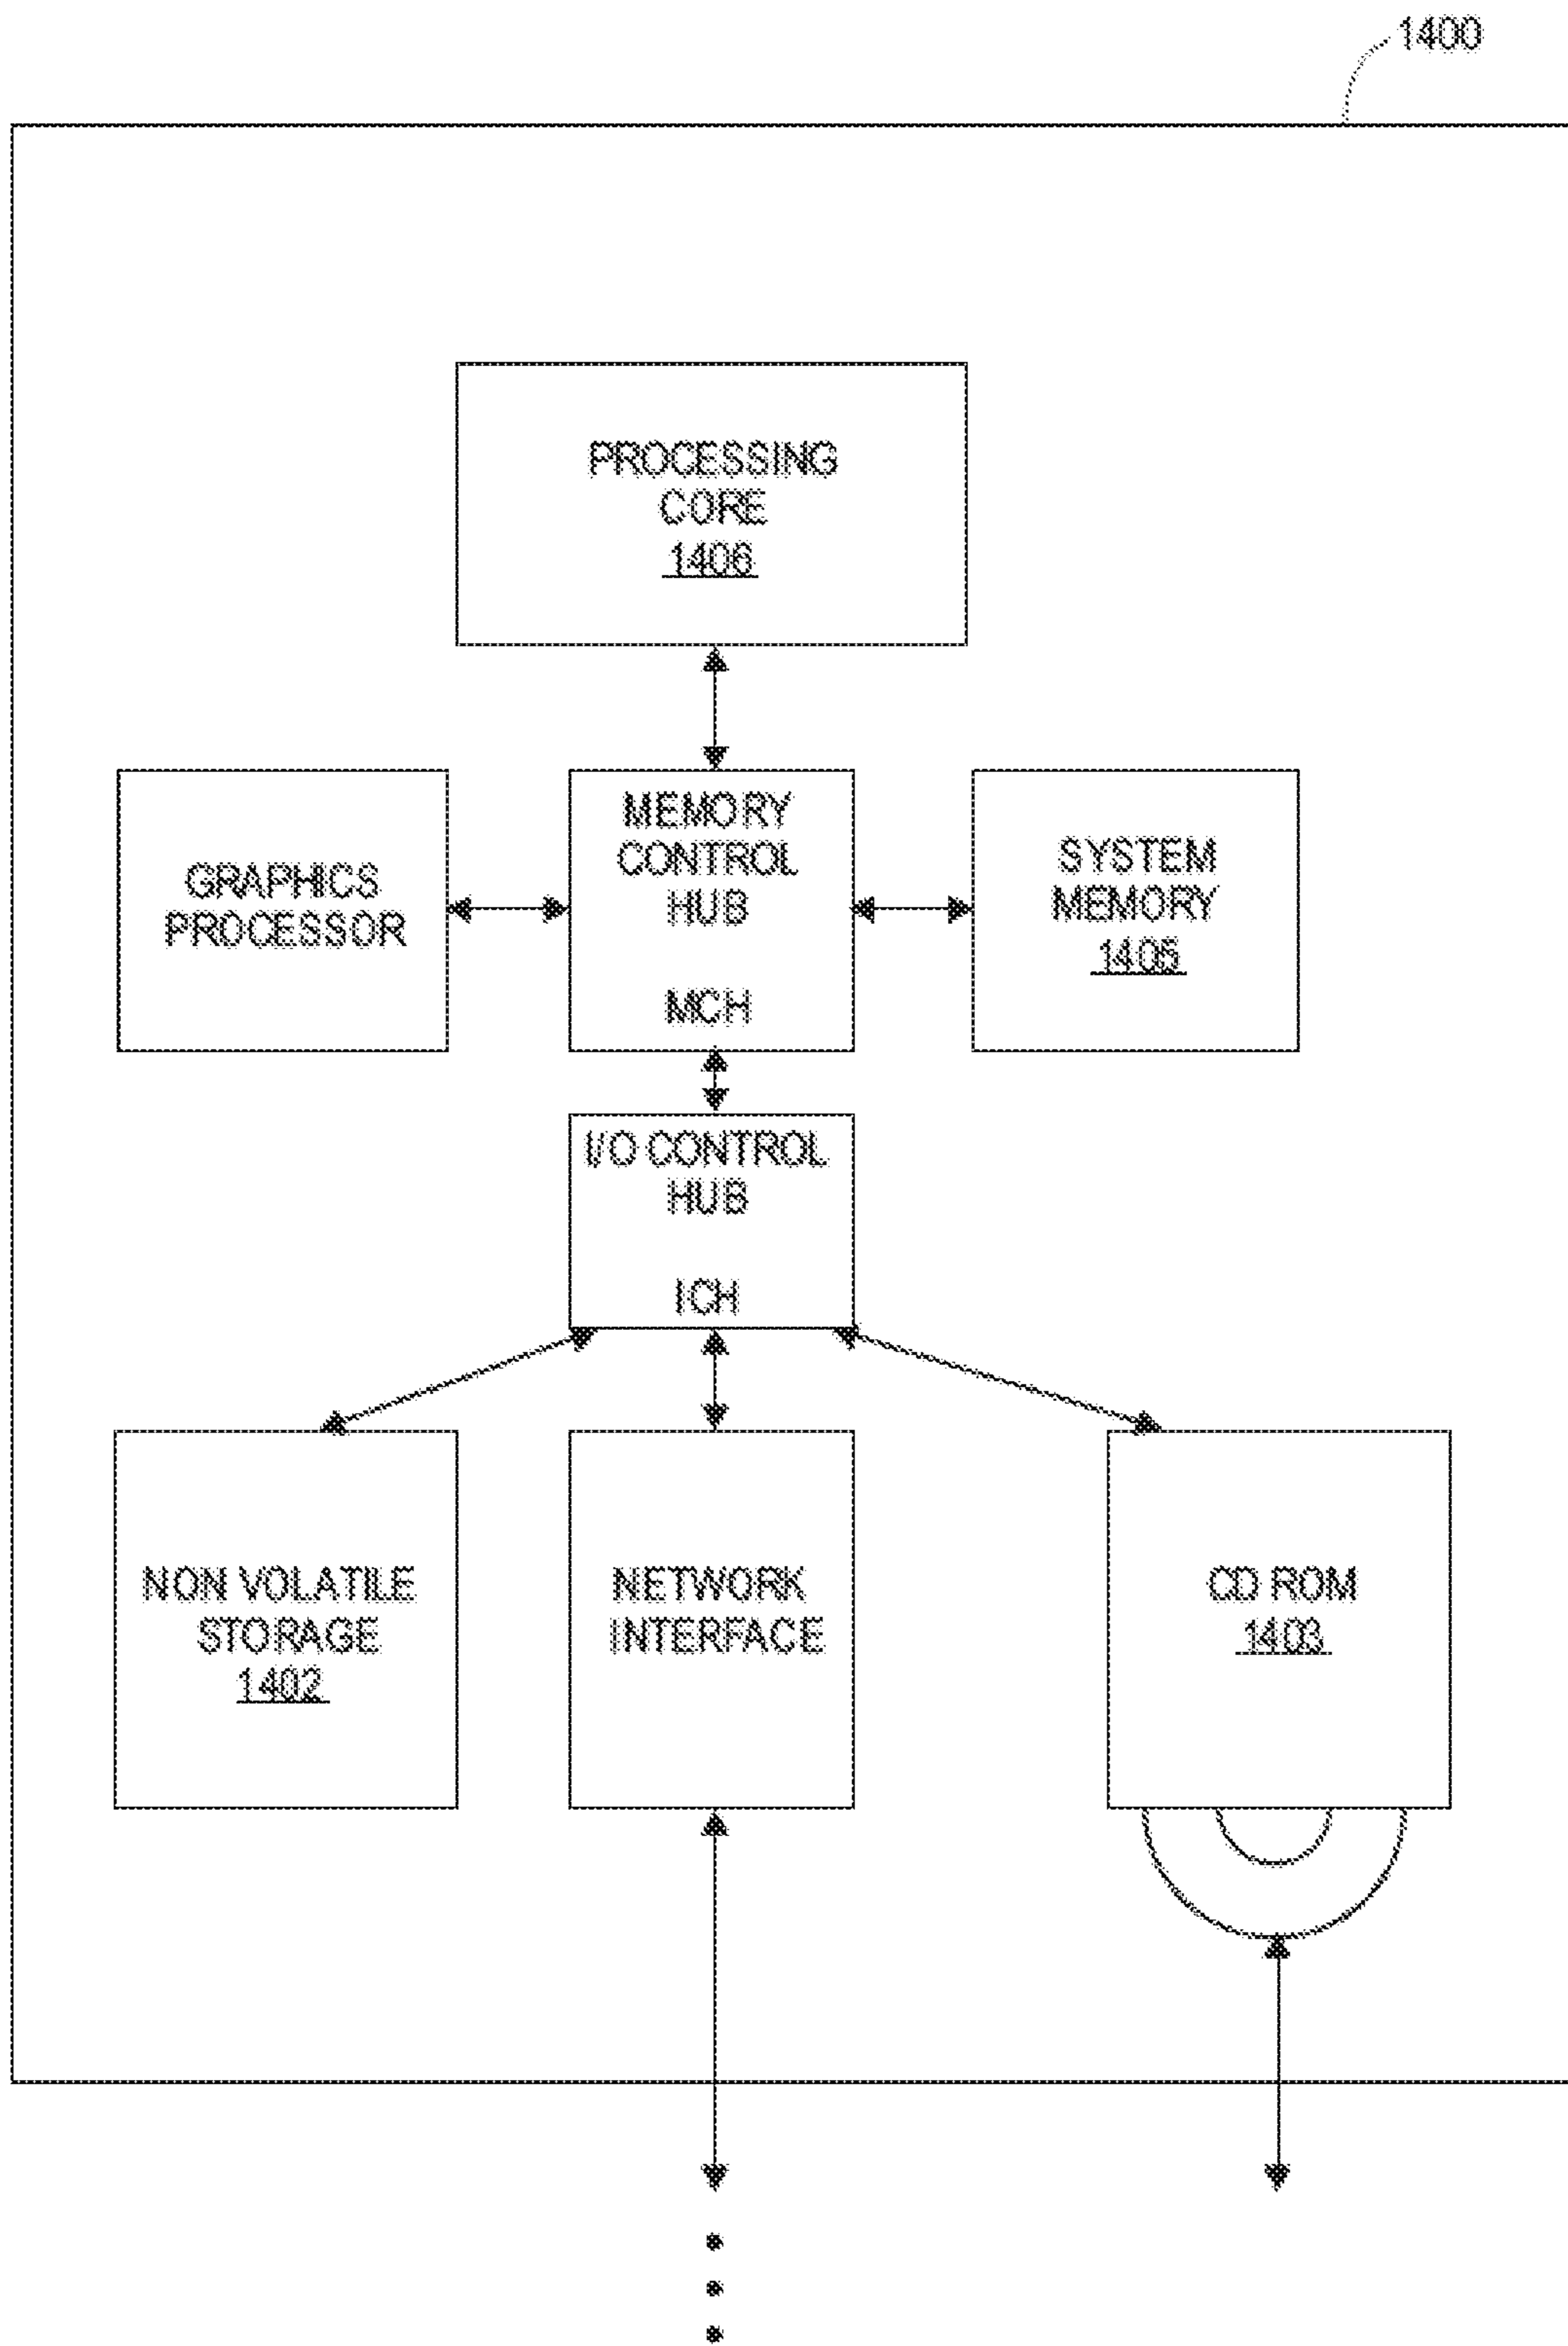 1400
PROCESSING
CORE
1406
GRAPHICS
PROCESSOR
MEMORY
CONTROL
HUB
MCH
SYSTEM
MEMORY
1405
I/O CONTROL
HUB
ICH
NON VOLATILE
STORAGE
1402
NETWORK
INTERFACE
CD ROM
1403